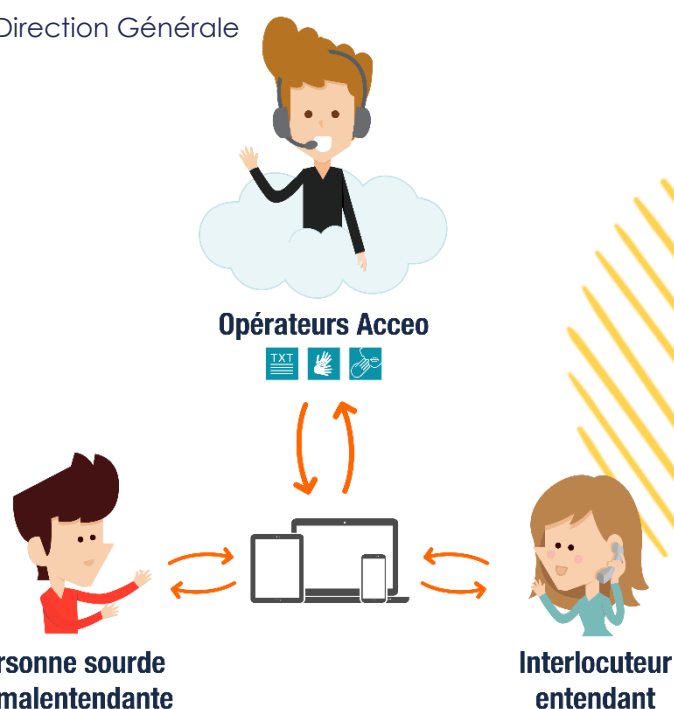 Direction Générale
Opérateurs Acceo
TXT
rsonne sourde
malentendante
Interlocuteur
entendant